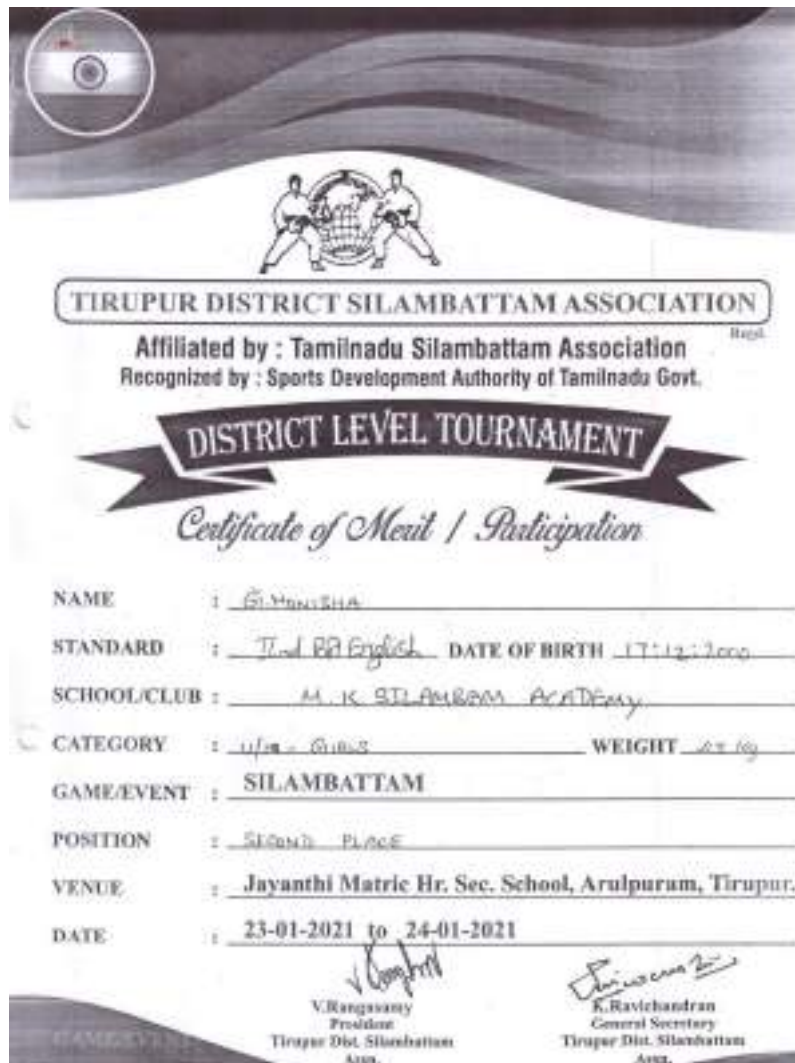 TIRUPUR DISTRICT SILAMBATTAM ASSOCIATION
Regd.
Affiliated by : Tamilnadu Silambattam Association
Recognized by : Sports Development Authority of Tamilnadu Govt.
DISTRICT LEVEL TOURNAMENT
Certificate of Merit / Participation
NAME : G. MONISHA
STANDARD : IInd BA English DATE OF BIRTH 17:12:2000
SCHOOL/CLUB : M.K SILAMBAM ACADEMY
CATEGORY : GIRLS WEIGHT kg
GAME/EVENT : SILAMBATTAM
POSITION : SECOND PLACE
VENUE : Jayanthi Matric Hr. Sec. School, Arulpuram, Tirupur.
DATE : 23-01-2021 to 24-01-2021
V.Rangasamy
President
Tirupur Dist. Silambattam
Assn.
K.Ravichandran
General Secretary
Tirupur Dist. Silambattam
Assn.
GAME/EVENT